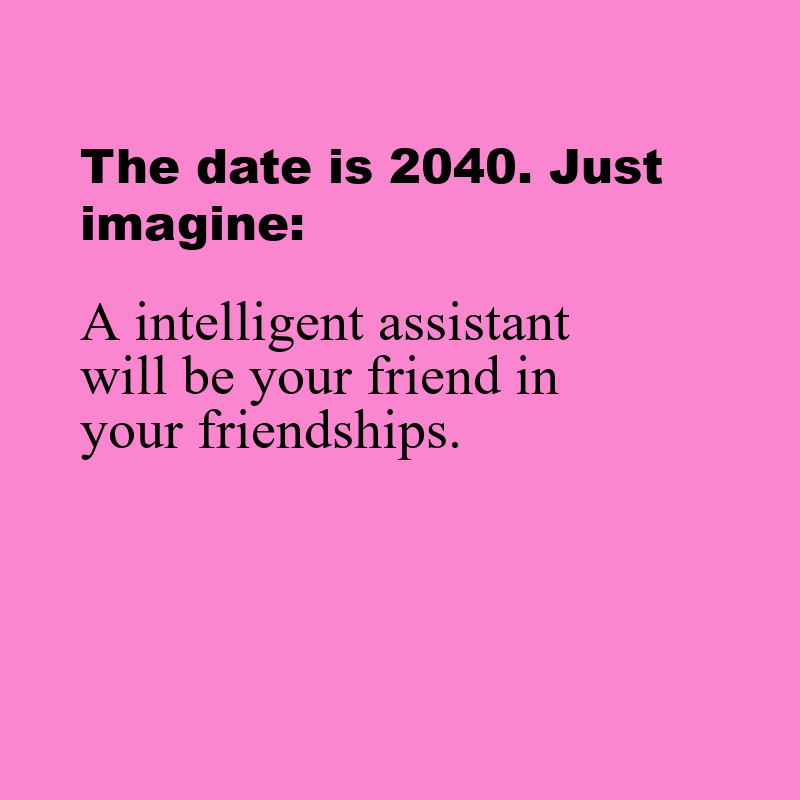 The date is 2040. Just
imagine:
A intelligent assistant
will be your friend in
your friendships.